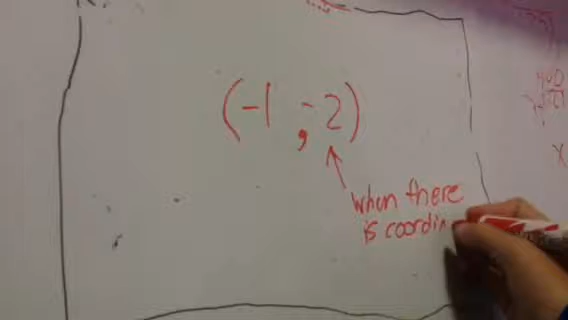 (-1, -2)
when there
is coordin